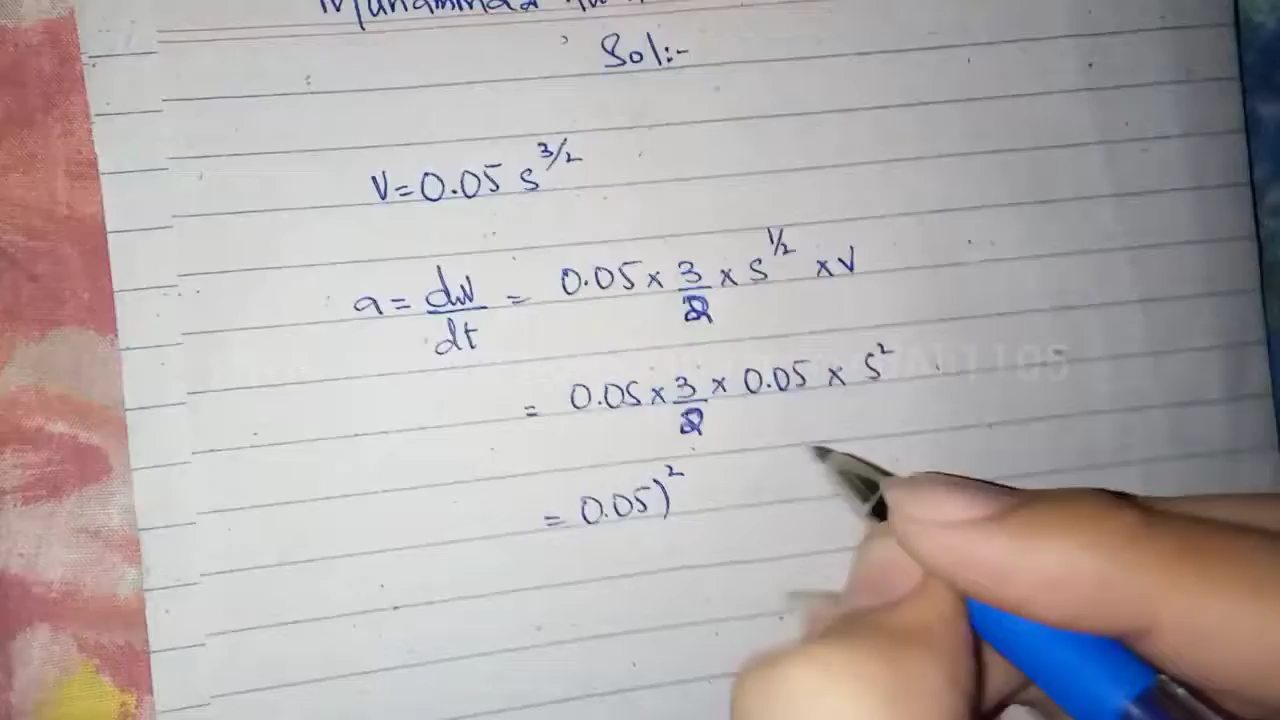 Sol:-
V = 0.05 s^3/2
a = dv/dt = 0.05 × 3/2 × s^1/2 × v
= 0.05 × 3/2 × 0.05 × s^2
= 0.05)^2